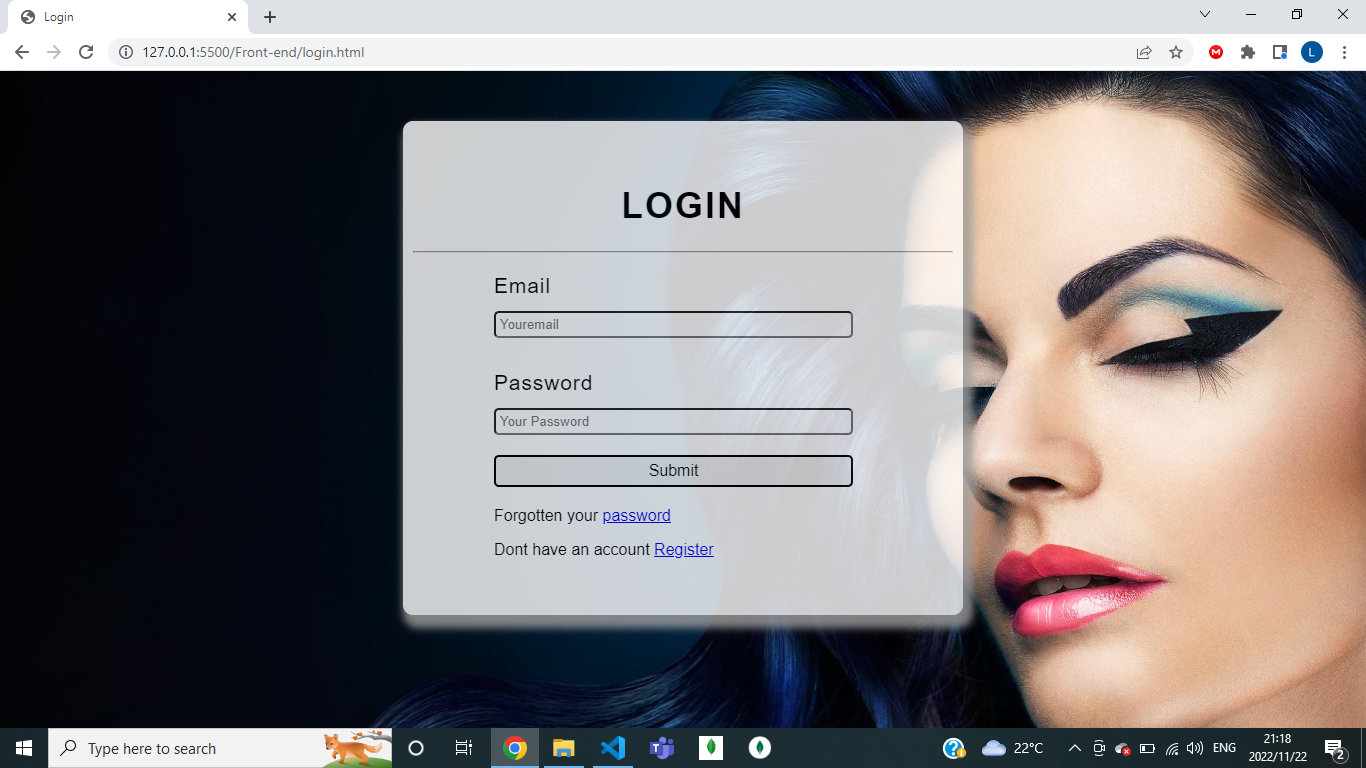 Login
127.0.0.1:5500/Front-end/login.html
M
L
LOGIN
Email
Youremail
Password
Your Password
Submit
Forgotten your password
Dont have an account Register
Type here to search
22°C
ENG
21:18
2022/11/22
2